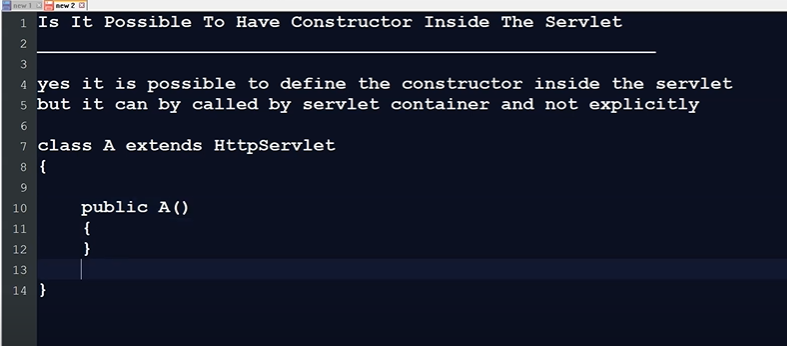 new 1 new 2
1 Is It Possible To Have Constructor Inside The Servlet
2 ________________________________________________________
3
4 yes it is possible to define the constructor inside the servlet
5 but it can by called by servlet container and not explicitly
6
7 class A extends HttpServlet
8 {
9
10 public A()
11 {
12 }
13
14 }